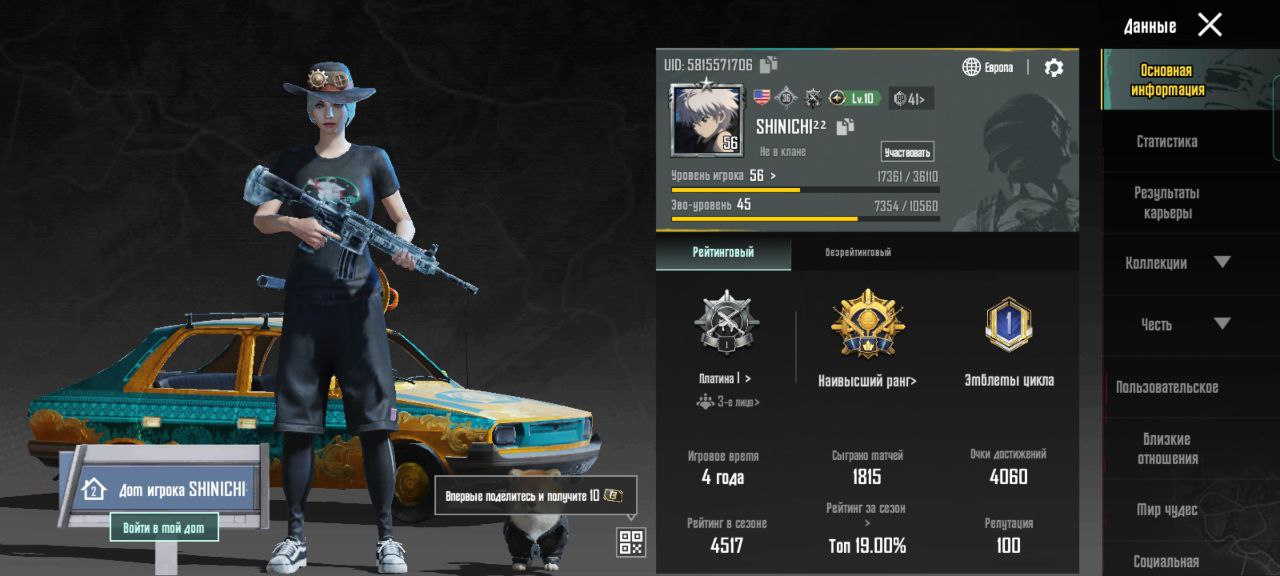 Данные
UID: 5815571706
Европа
36
Lv.10
41>
56
SHINICHI²²
Не в клане
Участвовать
Уровень игрока 56 >
17361 / 36110
Эво-уровень 45
7354 / 10560
Рейтинговый
Безрейтинговый
I
1
Платина I >
3-е лицо>
Наивысший ранг>
Эмблемы цикла
Игровое время
4 года
Сыграно матчей
1815
Очки достижений
4060
Рейтинг в сезоне
4517
Рейтинг за сезон
>
Топ 19.00%
Репутация
100
Основная
информация
Статистика
Результаты
карьеры
Коллекции
Честь
Пользовательское
Близкие
отношения
Мир чудес
Социальная
2
Дом игрока SHINICHI
Войти в мой дом
Впервые поделитесь и получите 10